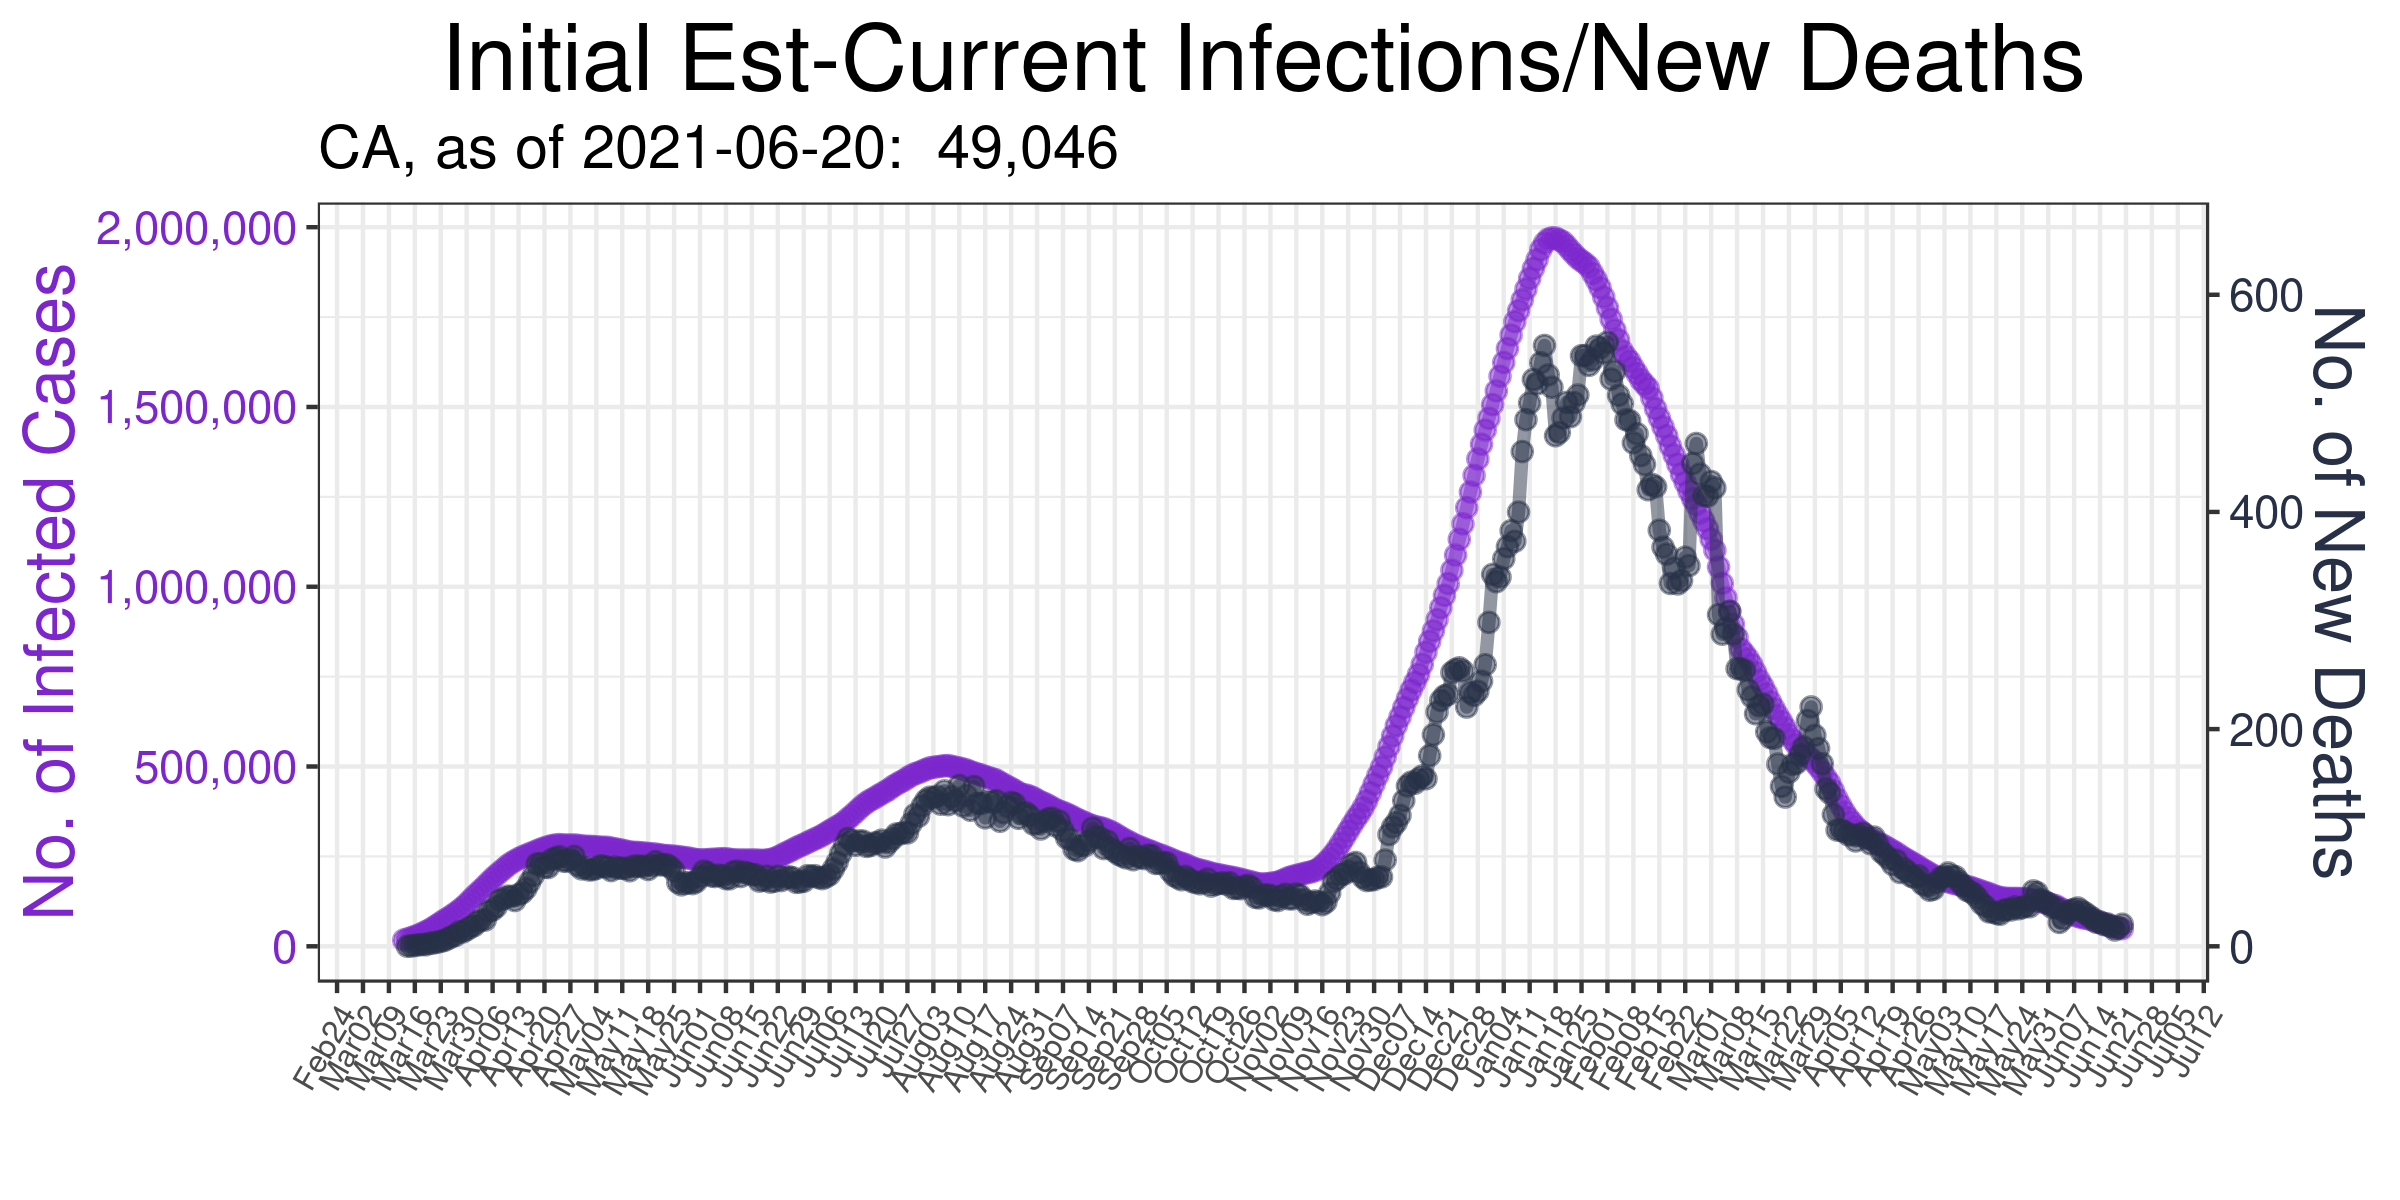 Initial Est-Current Infections/New Deaths
CA, as of 2021-06-20: 49,046
No. of Infected Cases
2,000,000
1,500,000
1,000,000
500,000
0
600
400
200
0
No. of New Deaths
Feb24
Mar02
Mar09
Mar16
Mar23
Mar30
Apr06
Apr13
Apr20
Apr27
May04
May11
May18
May25
Jun01
Jun08
Jun15
Jun22
Jun29
Jul06
Jul13
Jul20
Jul27
Aug03
Aug10
Aug17
Aug24
Aug31
Sep07
Sep14
Sep21
Sep28
Oct05
Oct12
Oct19
Oct26
Nov02
Nov09
Nov16
Nov23
Nov30
Dec07
Dec14
Dec21
Dec28
Jan11
Jan18
Jan25
Feb01
Feb08
Feb15
Feb22
Mar08
Mar15
Mar22
Mar29
Apr05
Apr12
Apr19
Apr26
May03
May10
May17
May24
May31
Jun07
Jun14
Jun28
Jul05
Jul12